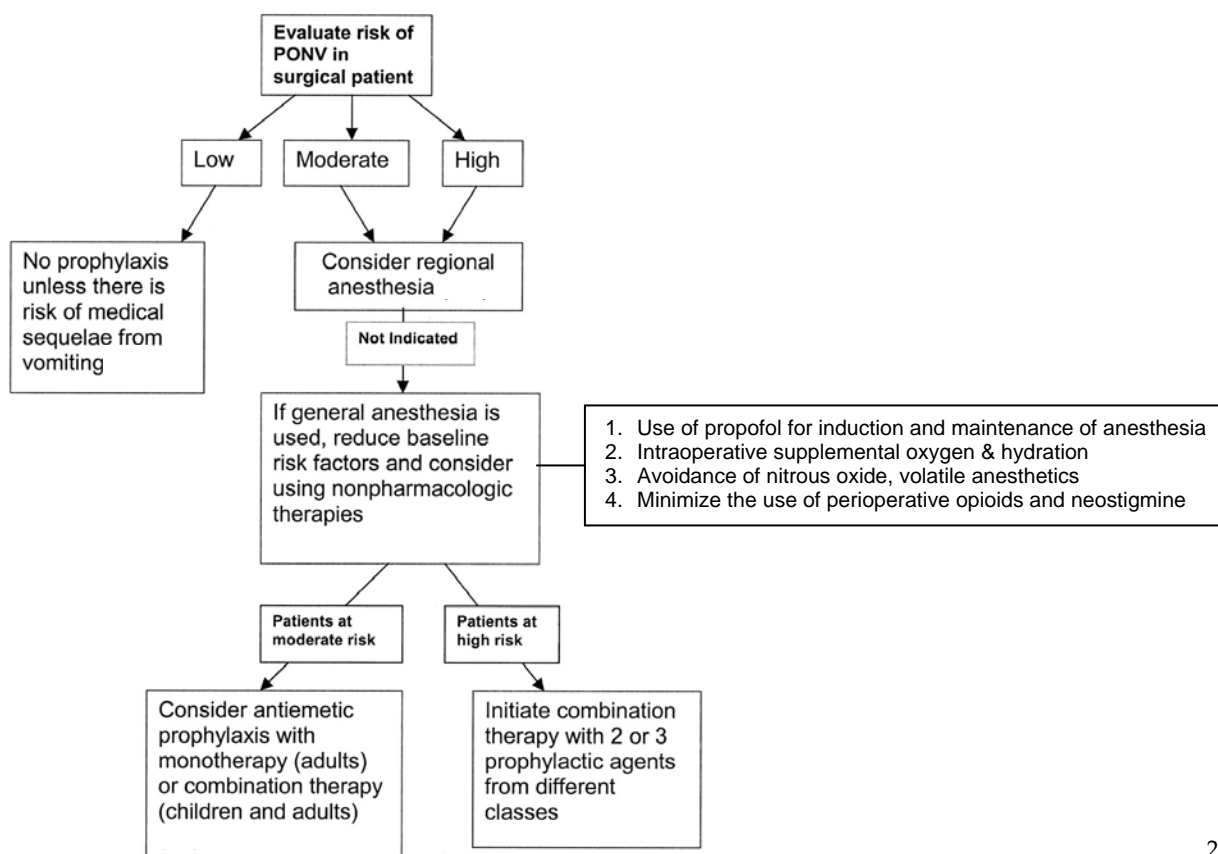 Evaluate risk of
PONV in
surgical patient
Low
Moderate
High
No prophylaxis
unless there is
risk of medical
sequelae from
vomiting
Consider regional
anesthesia
Not Indicated
If general anesthesia is
used, reduce baseline
risk factors and consider
using nonpharmacologic
therapies
1. Use of propofol for induction and maintenance of anesthesia
2. Intraoperative supplemental oxygen & hydration
3. Avoidance of nitrous oxide, volatile anesthetics
4. Minimize the use of perioperative opioids and neostigmine
Patients at
moderate risk
Patients at
high risk
Consider antiemetic
prophylaxis with
monotherapy (adults)
or combination therapy
(children and adults)
Initiate combination
therapy with 2 or 3
prophylactic agents
from different
classes
2